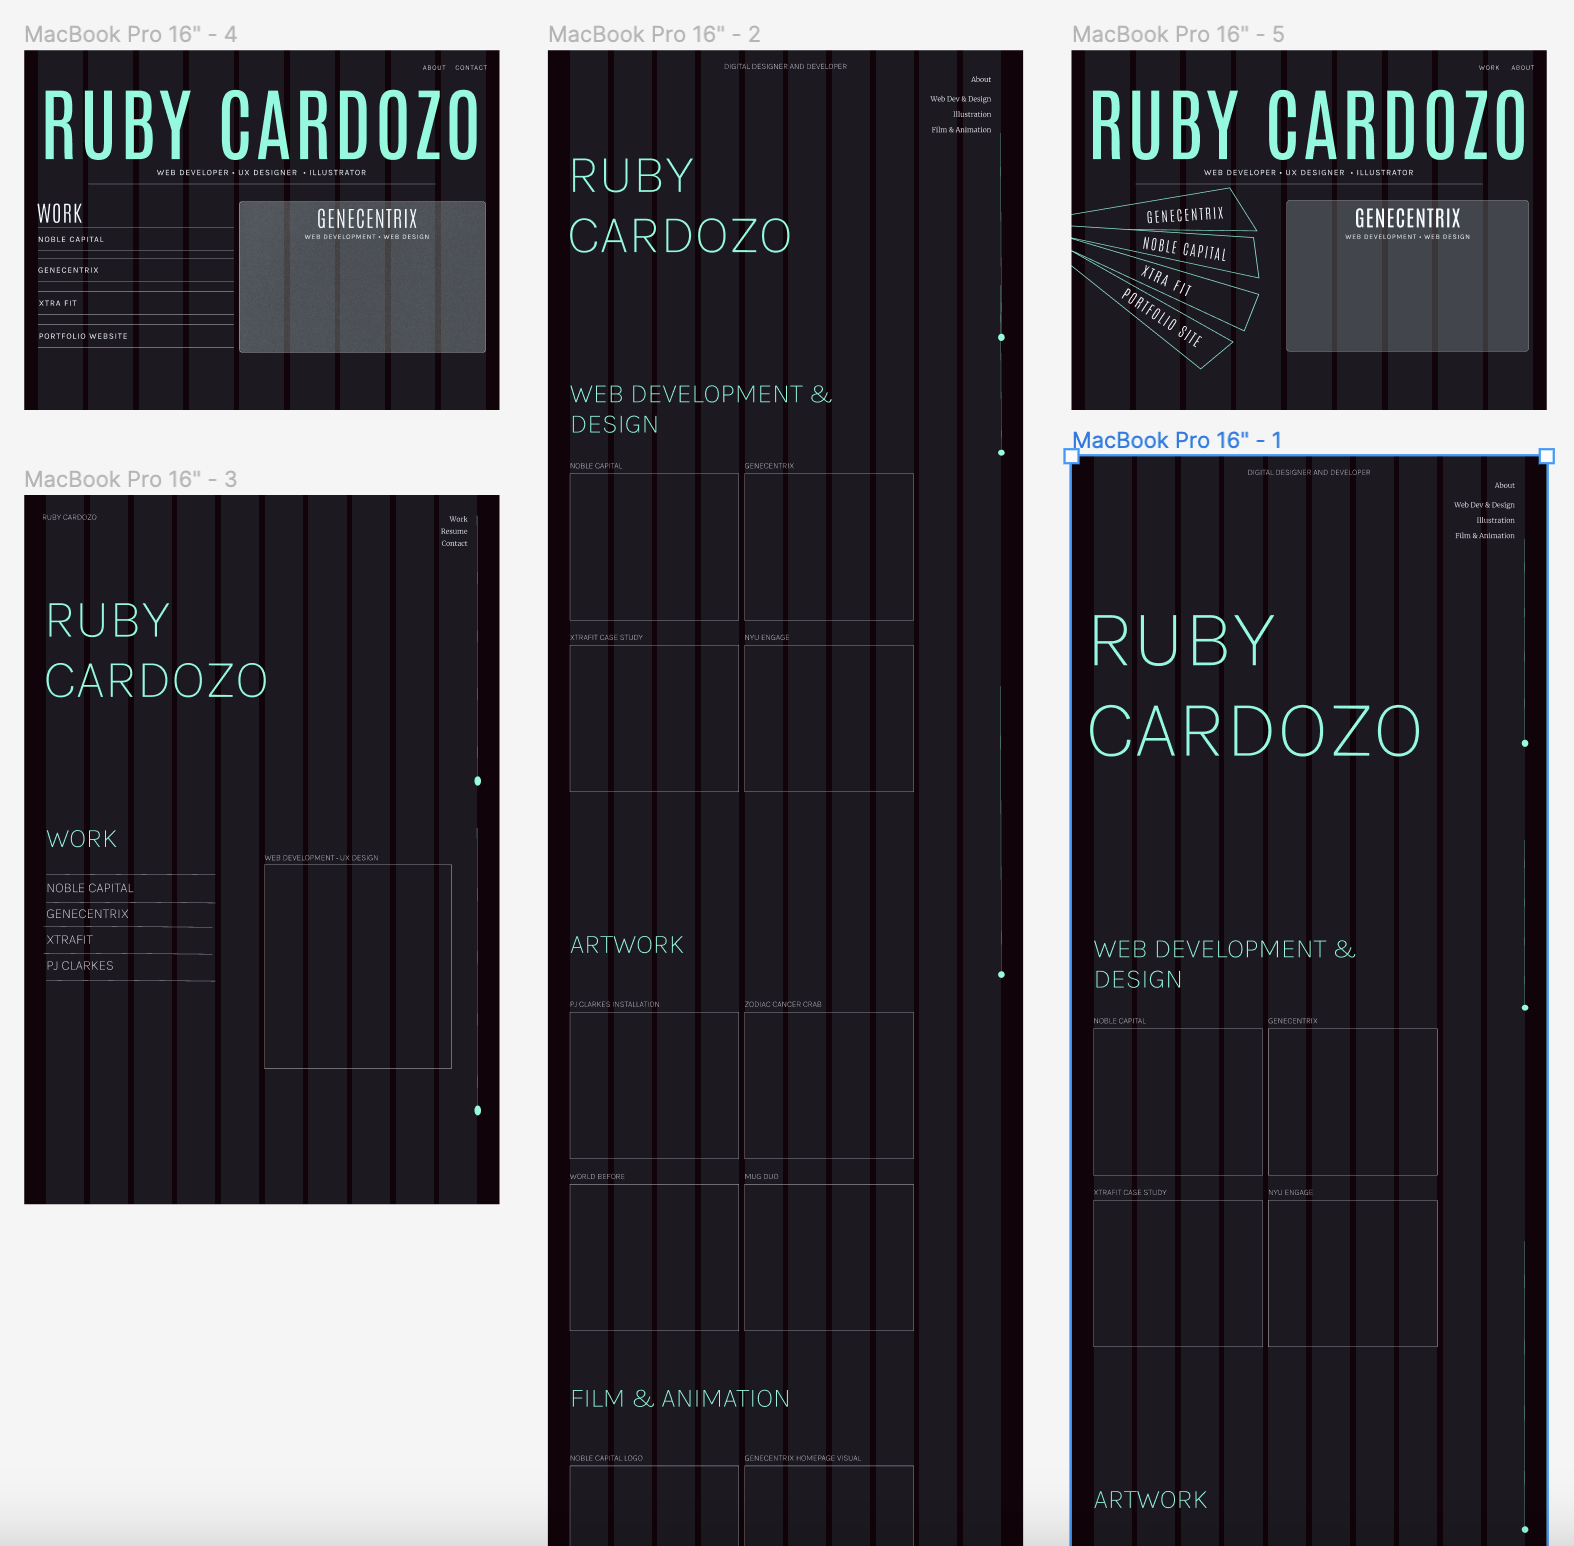 MacBook Pro 16" - 4
ABOUT CONTACT
RUBY CARDOZO
WEB DEVELOPER • UX DESIGNER • ILLUSTRATOR
WORK
NOBLE CAPITAL
GENECENTRIX
XTRA FIT
PORTFOLIO WEBSITE
GENECENTRIX
WEB DEVELOPMENT • WEB DESIGN
MacBook Pro 16" - 3
RUBY CARDOZO
Work
Resume
Contact
RUBY
CARDOZO
WORK
NOBLE CAPITAL
GENECENTRIX
XTRAFIT
PJ CLARKES
WEB DEVELOPMENT • UX DESIGN
MacBook Pro 16" - 2
DIGITAL DESIGNER AND DEVELOPER
About
Web Dev & Design
Illustration
Film & Animation
RUBY
CARDOZO
WEB DEVELOPMENT &
DESIGN
NOBLE CAPITAL
GENECENTRIX
XTRAFIT CASE STUDY
NYU ENGAGE
ARTWORK
PJ CLARKES INSTALLATION
ZODIAC CANCER CRAB
WORLD BEFORE
MUG DUO
FILM & ANIMATION
NOBLE CAPITAL LOGO
GENECENTRIX HOMEPAGE VISUAL
MacBook Pro 16" - 5
WORK ABOUT
RUBY CARDOZO
WEB DEVELOPER • UX DESIGNER • ILLUSTRATOR
GENECENTRIX
NOBLE CAPITAL
XTRA FIT
PORTFOLIO SITE
GENECENTRIX
WEB DEVELOPMENT • WEB DESIGN
MacBook Pro 16" - 1
DIGITAL DESIGNER AND DEVELOPER
About
Web Dev & Design
Illustration
Film & Animation
RUBY
CARDOZO
WEB DEVELOPMENT &
DESIGN
NOBLE CAPITAL
GENECENTRIX
XTRAFIT CASE STUDY
NYU ENGAGE
ARTWORK